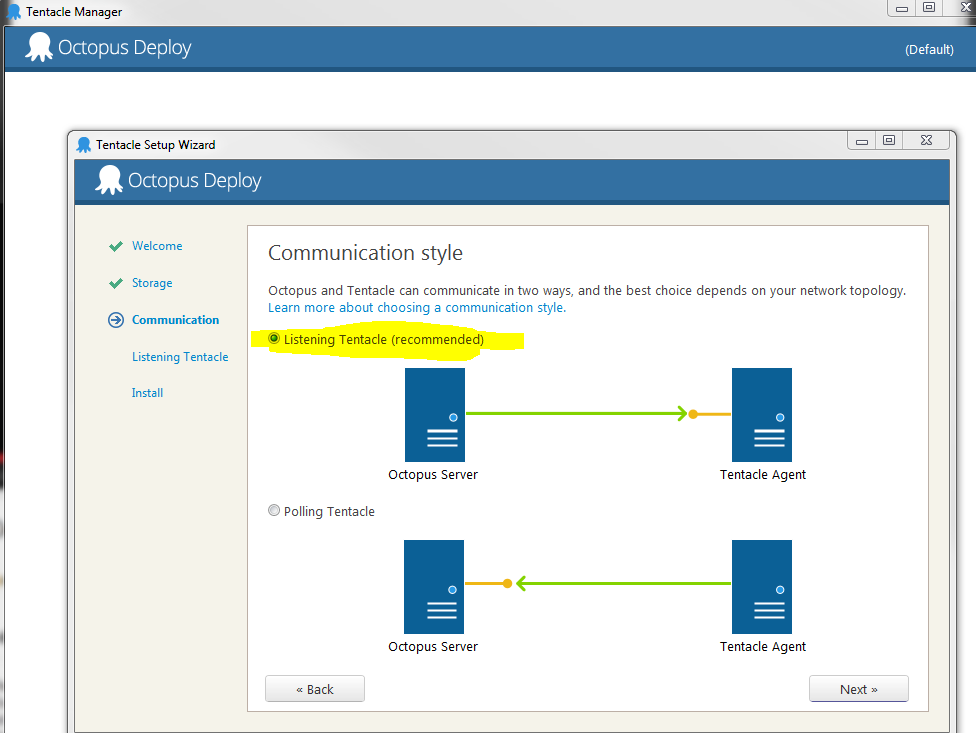 Tentacle Manager
Octopus Deploy
(Default)
Tentacle Setup Wizard
Octopus Deploy
Welcome
Storage
Communication
Listening Tentacle
Install
Communication style
Octopus and Tentacle can communicate in two ways, and the best choice depends on your network topology.
Learn more about choosing a communication style.
Listening Tentacle (recommended)
Octopus Server
Tentacle Agent
Polling Tentacle
Octopus Server
Tentacle Agent
« Back
Next »